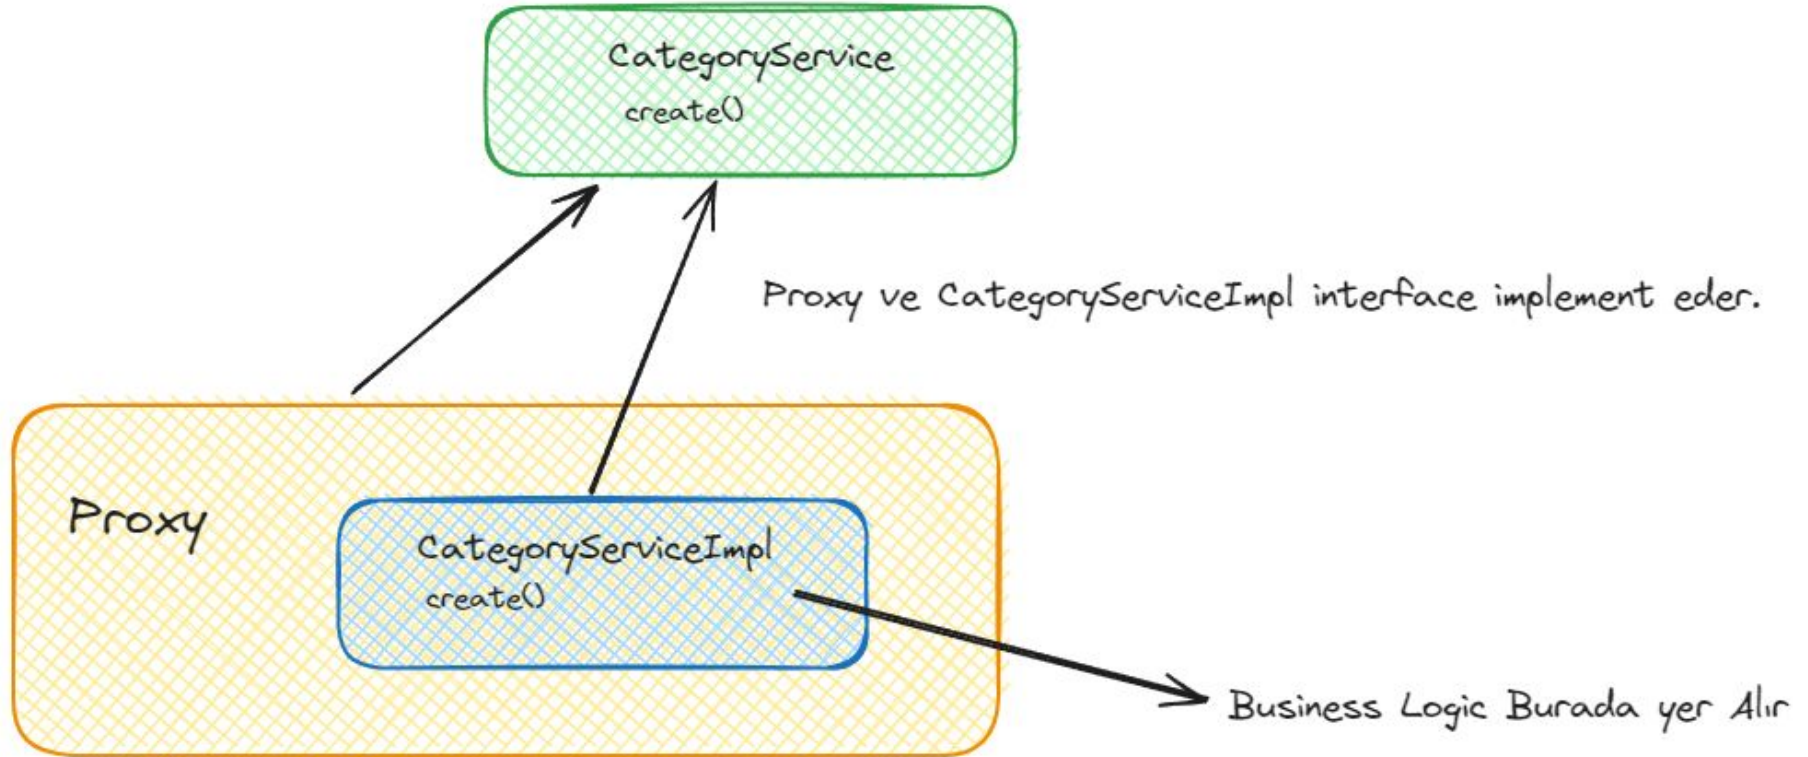 CategoryService
create()
Proxy ve CategoryServiceImpl interface implement eder.
Proxy
CategoryServiceImpl
create()
Business Logic Burada yer Alır